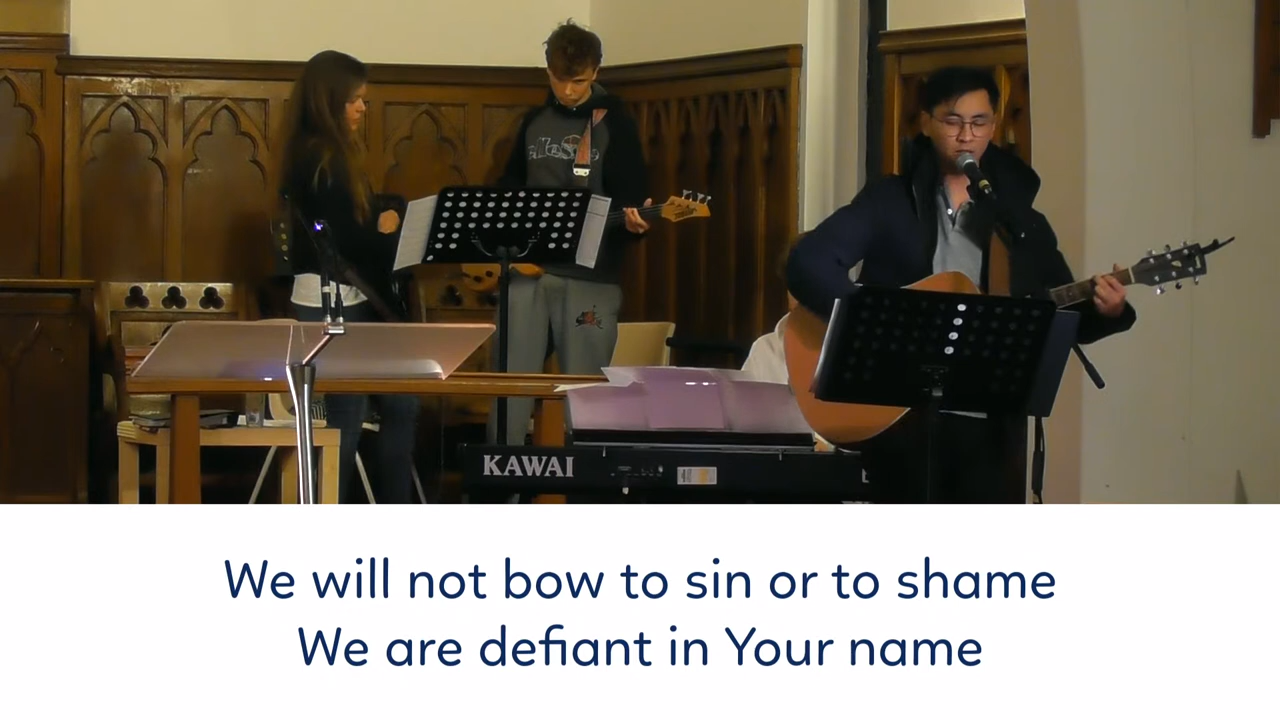 KAWAI
We will not bow to sin or to shame
We are defiant in Your name